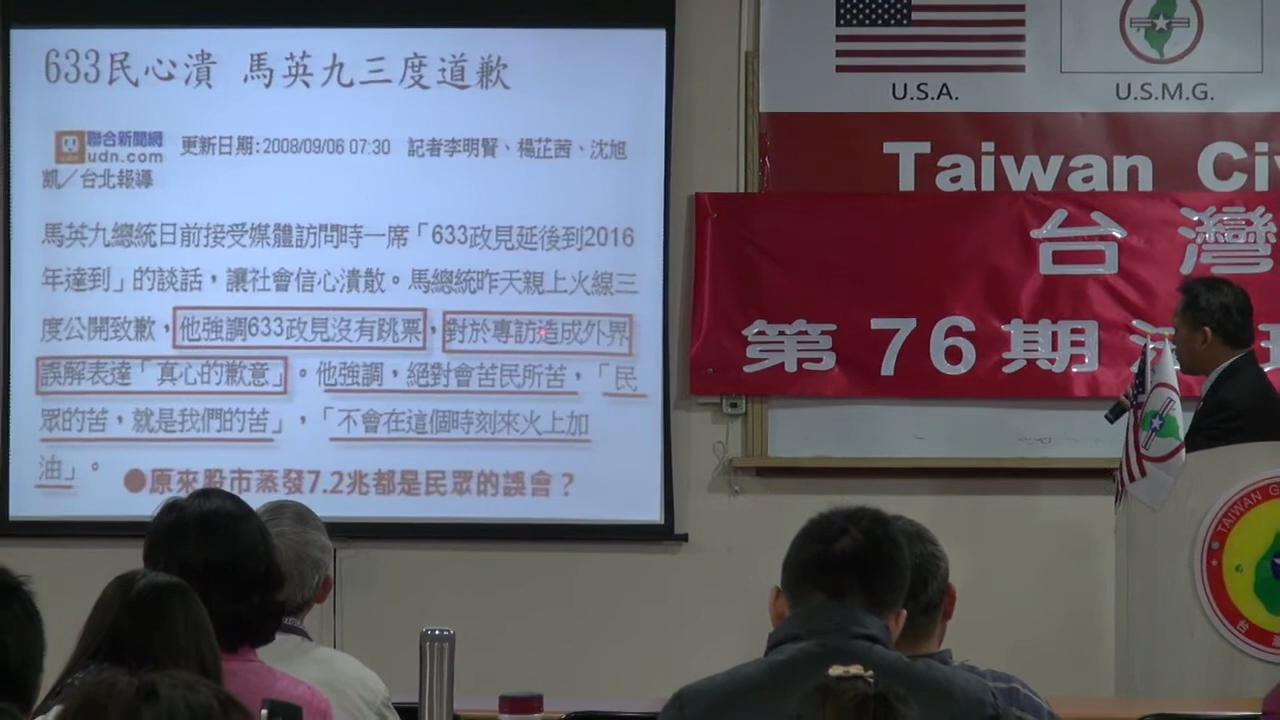 633民心潰 馬英九三度道歉
聯合新聞網
udn.com
更新日期:2008/09/06 07:30 記者李明賢、楊芷茜、沈旭
凱╱台北報導
馬英九總統日前接受媒體訪問時一席「633政見延後到2016
年達到」的談話，讓社會信心潰散。馬總統昨天親上火線三
度公開致歉，他強調633政見沒有跳票，對於專訪造成外界
誤解表達「真心的歉意」。他強調，絕對會苦民所苦，「民
眾的苦，就是我們的苦」，「不會在這個時刻來火上加
油」。
●原來股市蒸發7.2兆都是民眾的誤會？
U.S.A.
U.S.M.G.
Taiwan Ci
台灣
第76期
TAIWAN G
台